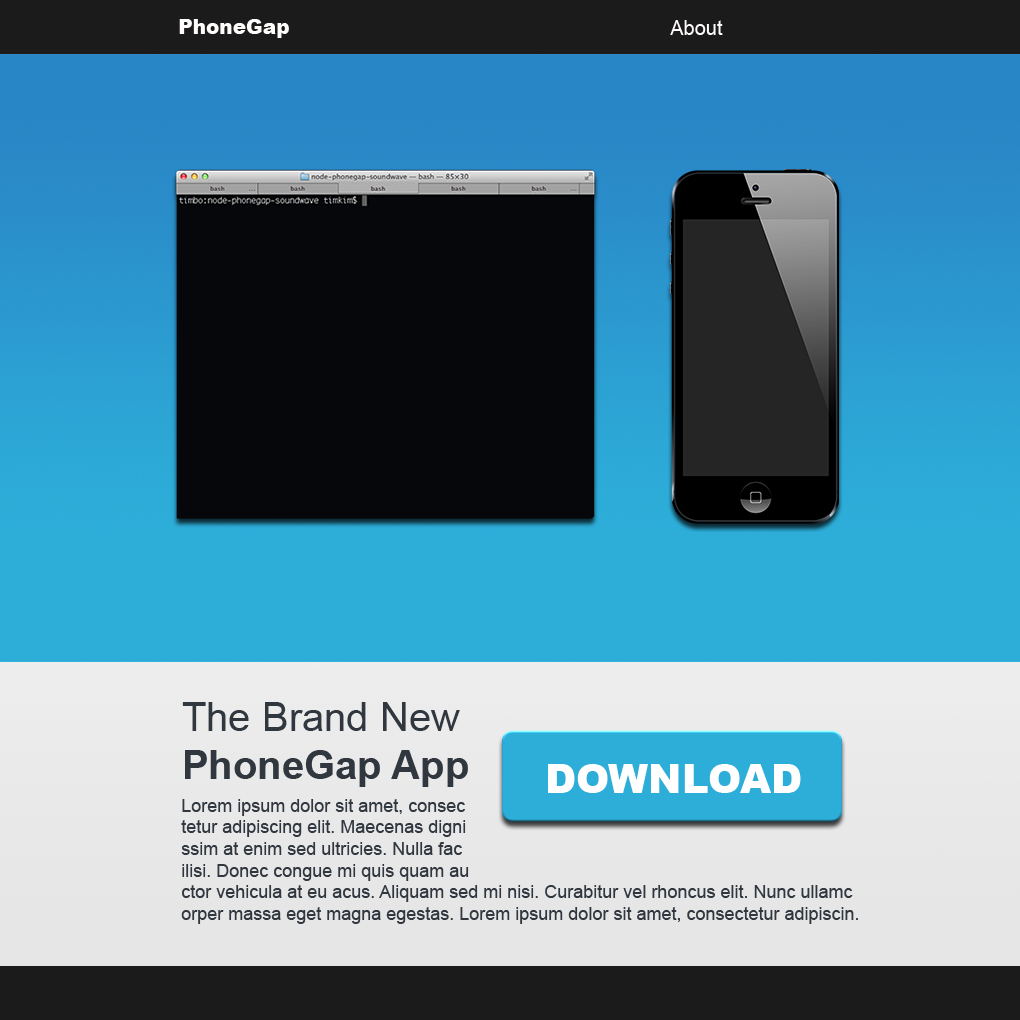 PhoneGap
About
node-phonegap-soundwave — bash — 85×30
bash bash bash bash bash
timbo:node-phonegap-soundwave timkim$
The Brand New
PhoneGap App
DOWNLOAD
Lorem ipsum dolor sit amet, consec
tetur adipiscing elit. Maecenas digni
ssim at enim sed ultricies. Nulla fac
ilisi. Donec congue mi quis quam au
ctor vehicula at eu acus. Aliquam sed mi nisi. Curabitur vel rhoncus elit. Nunc ullamc
orper massa eget magna egestas. Lorem ipsum dolor sit amet, consectetur adipiscin.